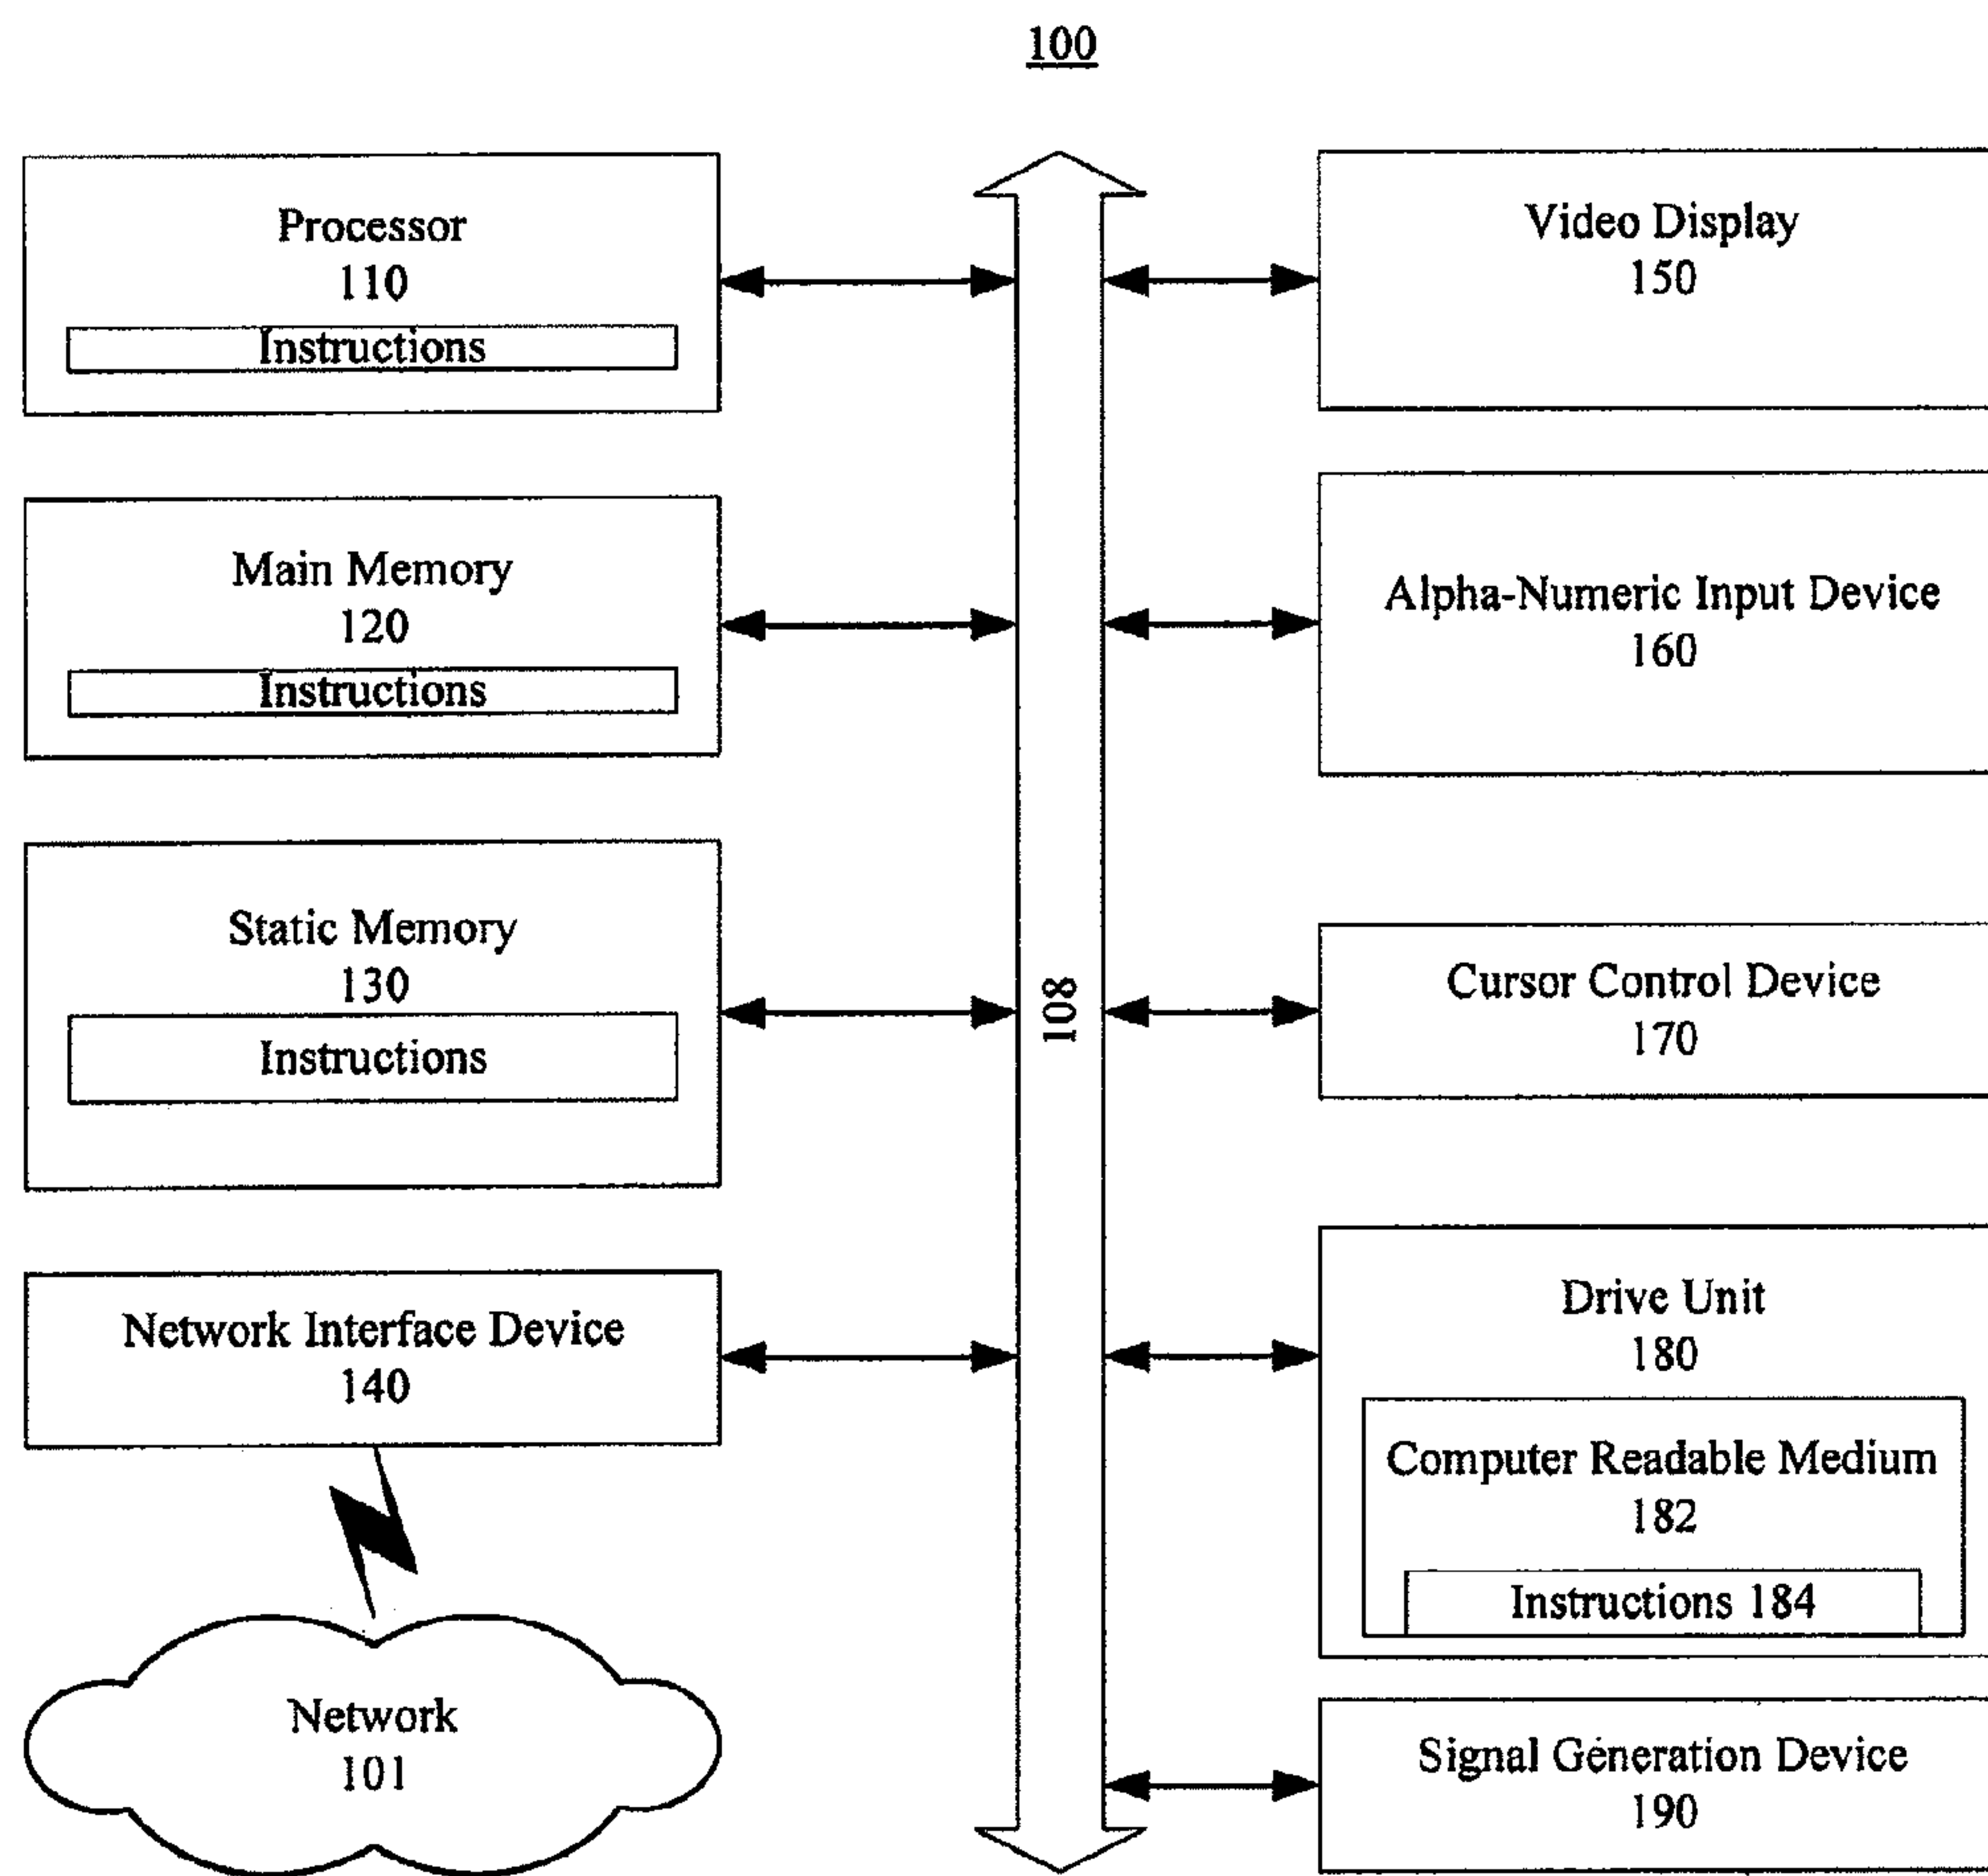 100
Processor
110
Instructions
Main Memory
120
Instructions
Static Memory
130
Instructions
Network Interface Device
140
Network
101
108
Video Display
150
Alpha-Numeric Input Device
160
Cursor Control Device
170
Drive Unit
180
Computer Readable Medium
182
Instructions 184
Signal Generation Device
190